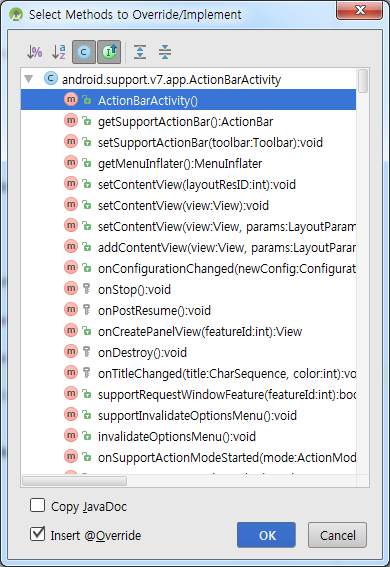 Select Methods to Override/Implement
android.support.v7.app.ActionBarActivity
ActionBarActivity()
getSupportActionBar():ActionBar
setSupportActionBar(toolbar:Toolbar):void
getMenuInflater():MenuInflater
setContentView(layoutResID:int):void
setContentView(view:View):void
setContentView(view:View, params:LayoutParam
addContentView(view:View, params:LayoutParam
onConfigurationChanged(newConfig:Configura
onStop():void
onPostResume():void
onCreatePanelView(featureId:int):View
onDestroy():void
onTitleChanged(title:CharSequence, color:int):vo
supportRequestWindowFeature(featureId:int):boo
supportInvalidateOptionsMenu():void
invalidateOptionsMenu():void
onSupportActionModeStarted(mode:ActionMod
Copy JavaDoc
Insert @Override
OK Cancel